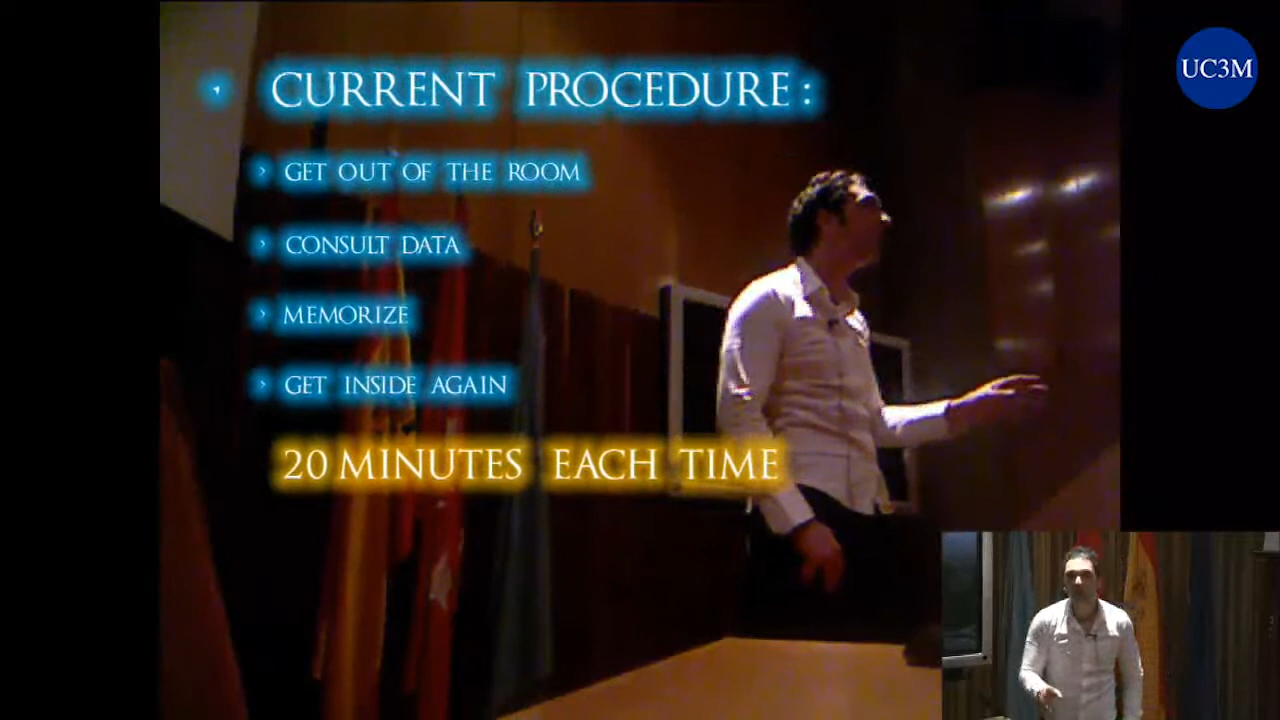 CURRENT PROCEDURE:
GET OUT OF THE ROOM
CONSULT DATA
MEMORIZE
GET INSIDE AGAIN
20 MINUTES EACH TIME
UC3M